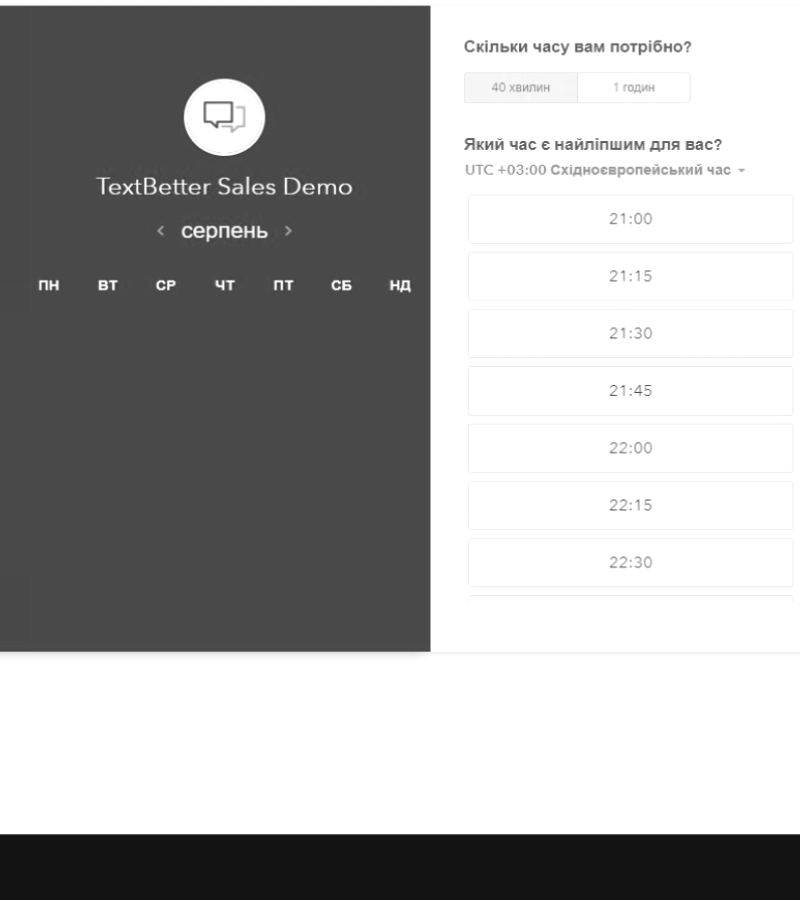 TextBetter Sales Demo
серпень
ПН ВТ СР ЧТ ПТ СБ НД
Скільки часу вам потрібно?
40 хвилин 1 годин
Який час є найліпшим для вас?
UTC +03:00 Східноєвропейський час
21:00
21:15
21:30
21:45
22:00
22:15
22:30